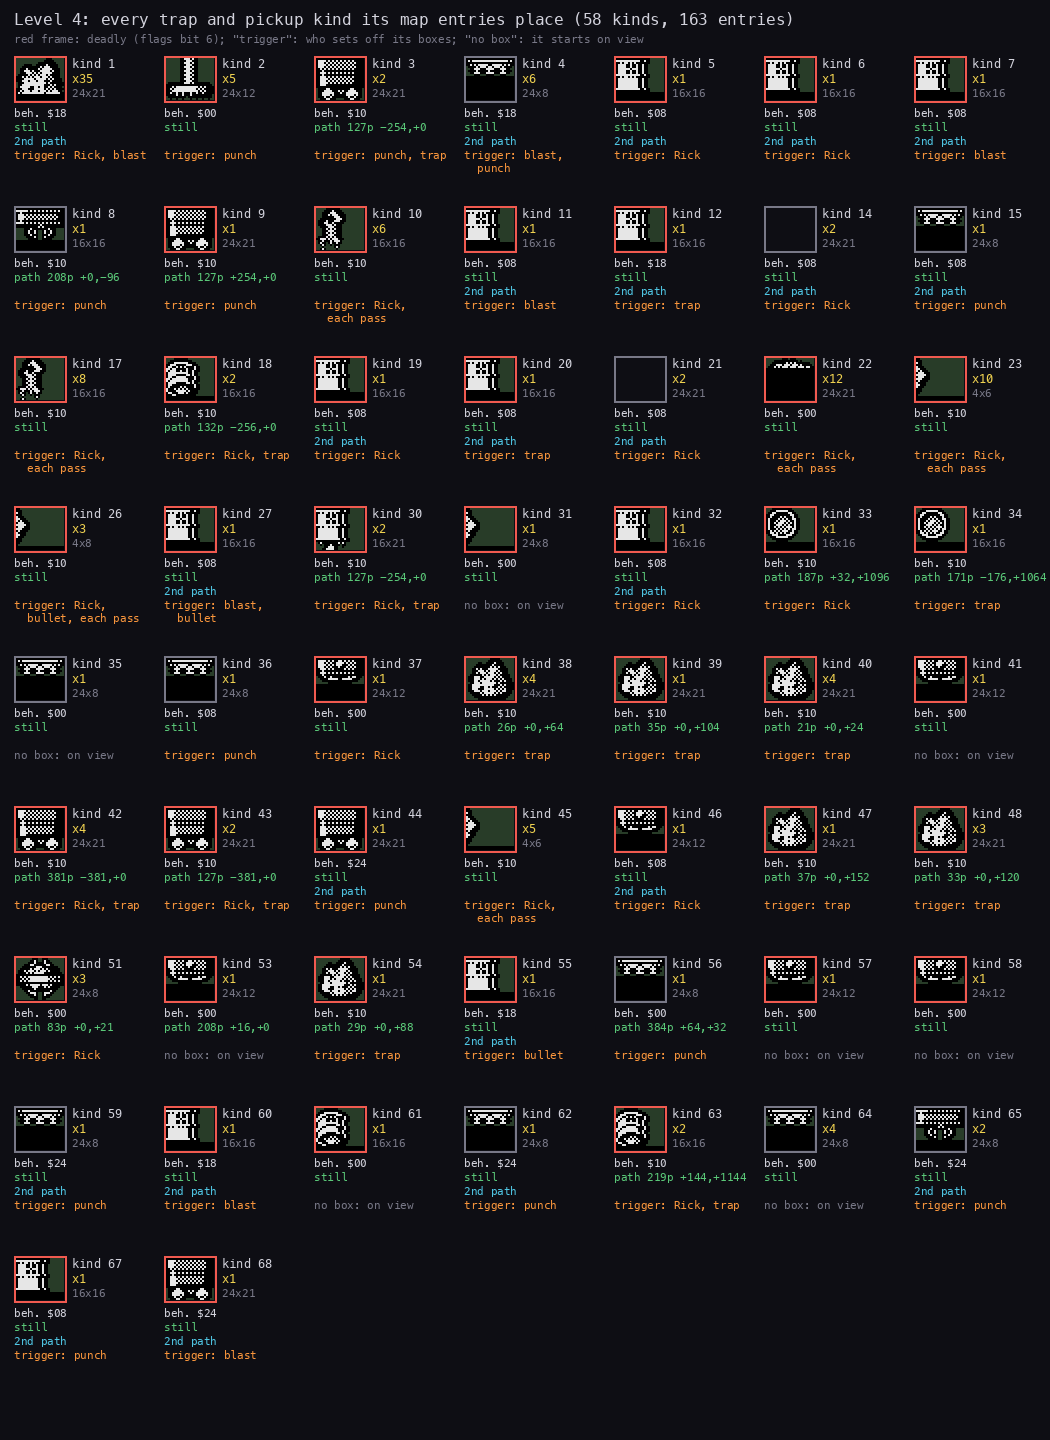 Level 4: every trap and pickup kind its map entries place (58 kinds, 163 entries)
red frame: deadly (flags bit 6); "trigger": who sets off its boxes; "no box": it starts on view
kind 1
x35
24x21
beh. $18
still
2nd path
trigger: Rick, blast
kind 2
x5
24x12
beh. $00
still
trigger: punch
kind 3
x2
24x21
beh. $10
path 127p −254,+0
trigger: punch, trap
kind 4
x6
24x8
beh. $18
still
2nd path
trigger: blast,
punch
kind 5
x1
16x16
beh. $08
still
2nd path
trigger: Rick
kind 6
x1
16x16
beh. $08
still
2nd path
trigger: Rick
kind 7
x1
16x16
beh. $08
still
2nd path
trigger: blast
kind 8
x1
16x16
beh. $10
path 208p +0,−96
trigger: punch
kind 9
x1
24x21
beh. $10
path 127p +254,+0
trigger: punch
kind 10
x6
16x16
beh. $10
still
trigger: Rick,
each pass
kind 11
x1
16x16
beh. $08
still
2nd path
trigger: blast
kind 12
x1
16x16
beh. $18
still
2nd path
trigger: trap
kind 14
x2
24x21
beh. $08
still
2nd path
trigger: Rick
kind 15
x1
24x8
beh. $08
still
2nd path
trigger: punch
kind 17
x8
16x16
beh. $10
still
trigger: Rick,
each pass
kind 18
x2
16x16
beh. $10
path 132p −256,+0
trigger: Rick, trap
kind 19
x1
16x16
beh. $08
still
2nd path
trigger: Rick
kind 20
x1
16x16
beh. $08
still
2nd path
trigger: trap
kind 21
x2
24x21
beh. $08
still
2nd path
trigger: Rick
kind 22
x12
24x21
beh. $00
still
trigger: Rick,
each pass
kind 23
x10
4x6
beh. $10
still
trigger: Rick,
each pass
kind 26
x3
4x8
beh. $10
still
trigger: Rick,
bullet, each pass
kind 27
x1
16x16
beh. $08
still
2nd path
trigger: blast,
bullet
kind 30
x2
16x21
beh. $10
path 127p −254,+0
trigger: Rick, trap
kind 31
x1
24x8
beh. $00
still
no box: on view
kind 32
x1
16x16
beh. $08
still
2nd path
trigger: Rick
kind 33
x1
16x16
beh. $10
path 187p +32,+1096
trigger: Rick
kind 34
x1
16x16
beh. $10
path 171p −176,+1064
trigger: trap
kind 35
x1
24x8
beh. $00
still
no box: on view
kind 36
x1
24x8
beh. $08
still
trigger: punch
kind 37
x1
24x12
beh. $00
still
trigger: Rick
kind 38
x4
24x21
beh. $10
path 26p +0,+64
trigger: trap
kind 39
x1
24x21
beh. $10
path 35p +0,+104
trigger: trap
kind 40
x4
24x21
beh. $10
path 21p +0,+24
trigger: trap
kind 41
x1
24x12
beh. $00
still
no box: on view
kind 42
x4
24x21
beh. $10
path 381p −381,+0
trigger: Rick, trap
kind 43
x2
24x21
beh. $10
path 127p −381,+0
trigger: Rick, trap
kind 44
x1
24x21
beh. $24
still
2nd path
trigger: punch
kind 45
x5
4x6
beh. $10
still
trigger: Rick,
each pass
kind 46
x1
24x12
beh. $08
still
2nd path
trigger: Rick
kind 47
x1
24x21
beh. $10
path 37p +0,+152
trigger: trap
kind 48
x3
24x21
beh. $10
path 33p +0,+120
trigger: trap
kind 51
x3
24x8
beh. $00
path 83p +0,+21
trigger: Rick
kind 53
x1
24x12
beh. $00
path 208p +16,+0
no box: on view
kind 54
x1
24x21
beh. $10
path 29p +0,+88
trigger: trap
kind 55
x1
16x16
beh. $18
still
2nd path
trigger: bullet
kind 56
x1
24x8
beh. $00
path 384p +64,+32
trigger: punch
kind 57
x1
24x12
beh. $00
still
no box: on view
kind 58
x1
24x12
beh. $00
still
no box: on view
kind 59
x1
24x8
beh. $24
still
2nd path
trigger: punch
kind 60
x1
16x16
beh. $18
still
2nd path
trigger: blast
kind 61
x1
16x16
beh. $00
still
no box: on view
kind 62
x1
24x8
beh. $24
still
2nd path
trigger: punch
kind 63
x2
16x16
beh. $10
path 219p +144,+1144
trigger: Rick, trap
kind 64
x4
24x8
beh. $00
still
no box: on view
kind 65
x2
24x8
beh. $24
still
2nd path
trigger: punch
kind 67
x1
16x16
beh. $08
still
2nd path
trigger: punch
kind 68
x1
24x21
beh. $24
still
2nd path
trigger: blast